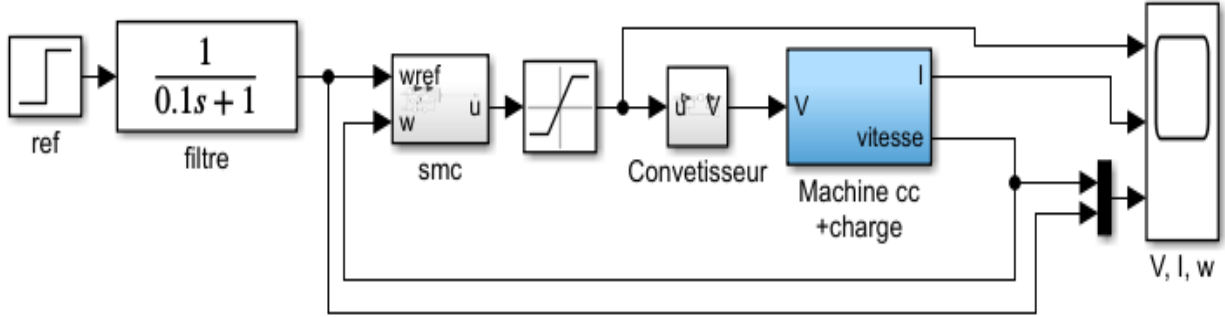 ref
1
0.1s + 1
filtre
wref
w
u
smc
u
V
Convetisseur
V
I
vitesse
Machine cc
+charge
V, I, w